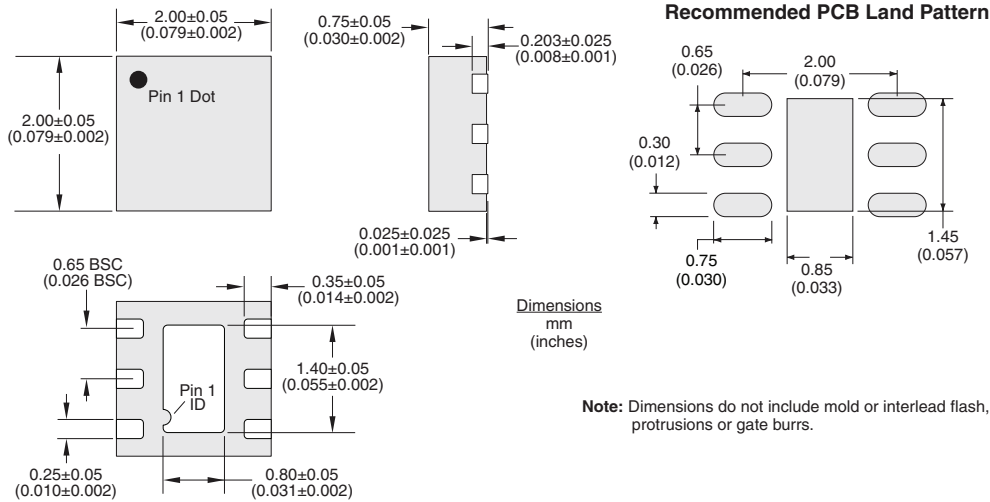 2.00±0.05
(0.079±0.002)
Pin 1 Dot
2.00±0.05
(0.079±0.002)
0.75±0.05
(0.030±0.002)
0.203±0.025
(0.008±0.001)
0.025±0.025
(0.001±0.001)
Recommended PCB Land Pattern
0.65
(0.026)
2.00
(0.079)
0.30
(0.012)
0.75
(0.030)
0.85
(0.033)
1.45
(0.057)
0.65 BSC
(0.026 BSC)
0.35±0.05
(0.014±0.002)
Pin 1
ID
1.40±0.05
(0.055±0.002)
0.25±0.05
(0.010±0.002)
0.80±0.05
(0.031±0.002)
Dimensions
mm
(inches)
Note: Dimensions do not include mold or interlead flash,
protrusions or gate burrs.